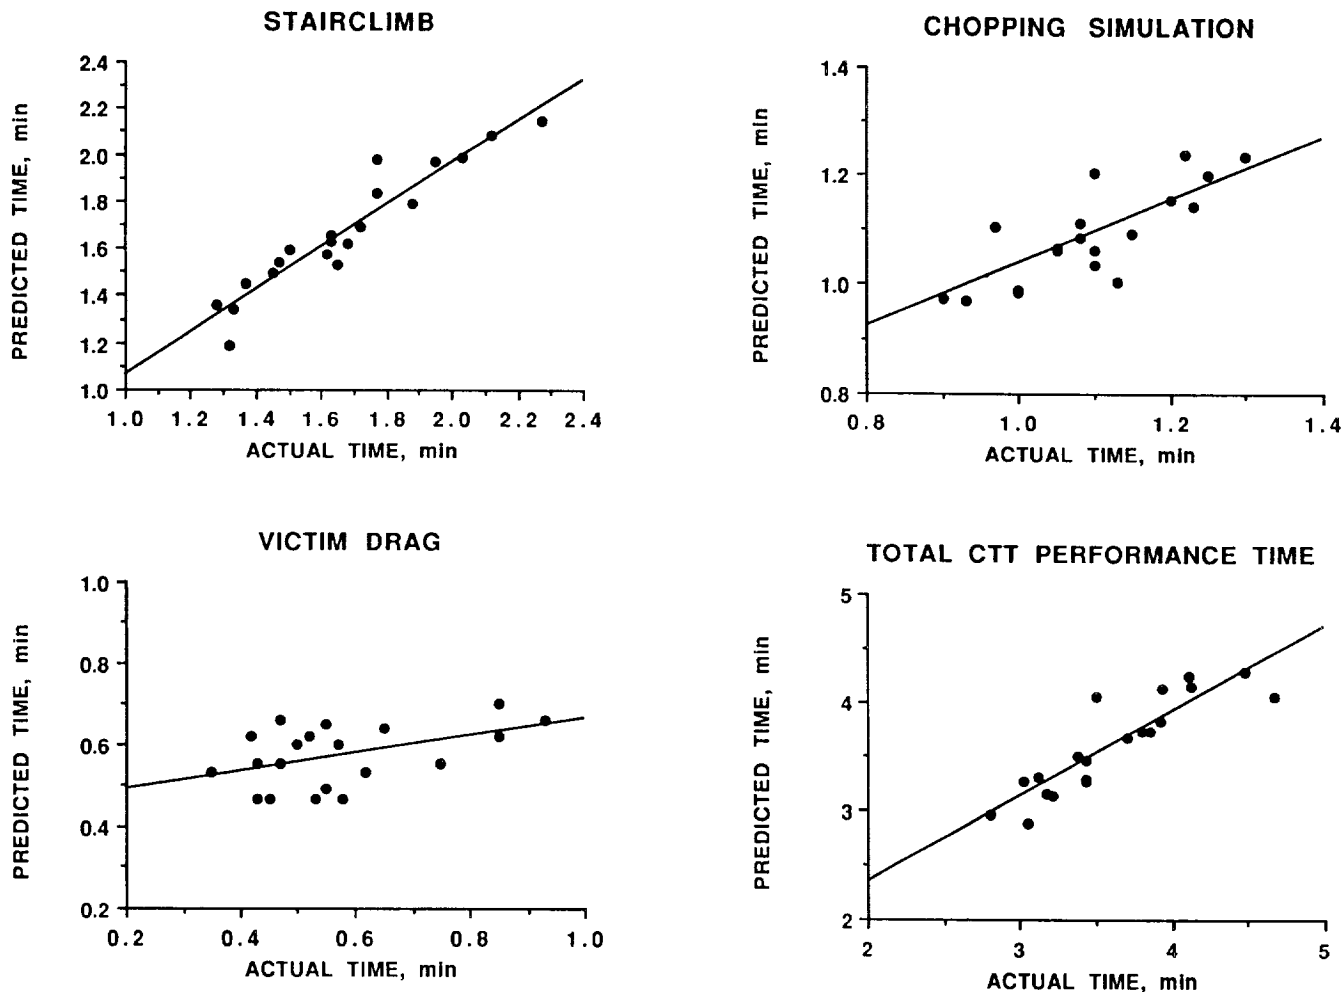 STAIRCLIMB
PREDICTED TIME, min
2.4
2.2
2.0
1.8
1.6
1.4
1.2
1.0
1.0 1.2 1.4 1.6 1.8 2.0 2.2 2.4
ACTUAL TIME, min
CHOPPING SIMULATION
PREDICTED TIME, min
1.4
1.2
1.0
0.8
0.8 1.0 1.2 1.4
ACTUAL TIME, min
VICTIM DRAG
PREDICTED TIME, min
1.0
0.8
0.6
0.4
0.2
0.2 0.4 0.6 0.8 1.0
ACTUAL TIME, min
TOTAL CTT PERFORMANCE TIME
PREDICTED TIME, min
5
4
3
2
2 3 4 5
ACTUAL TIME, min